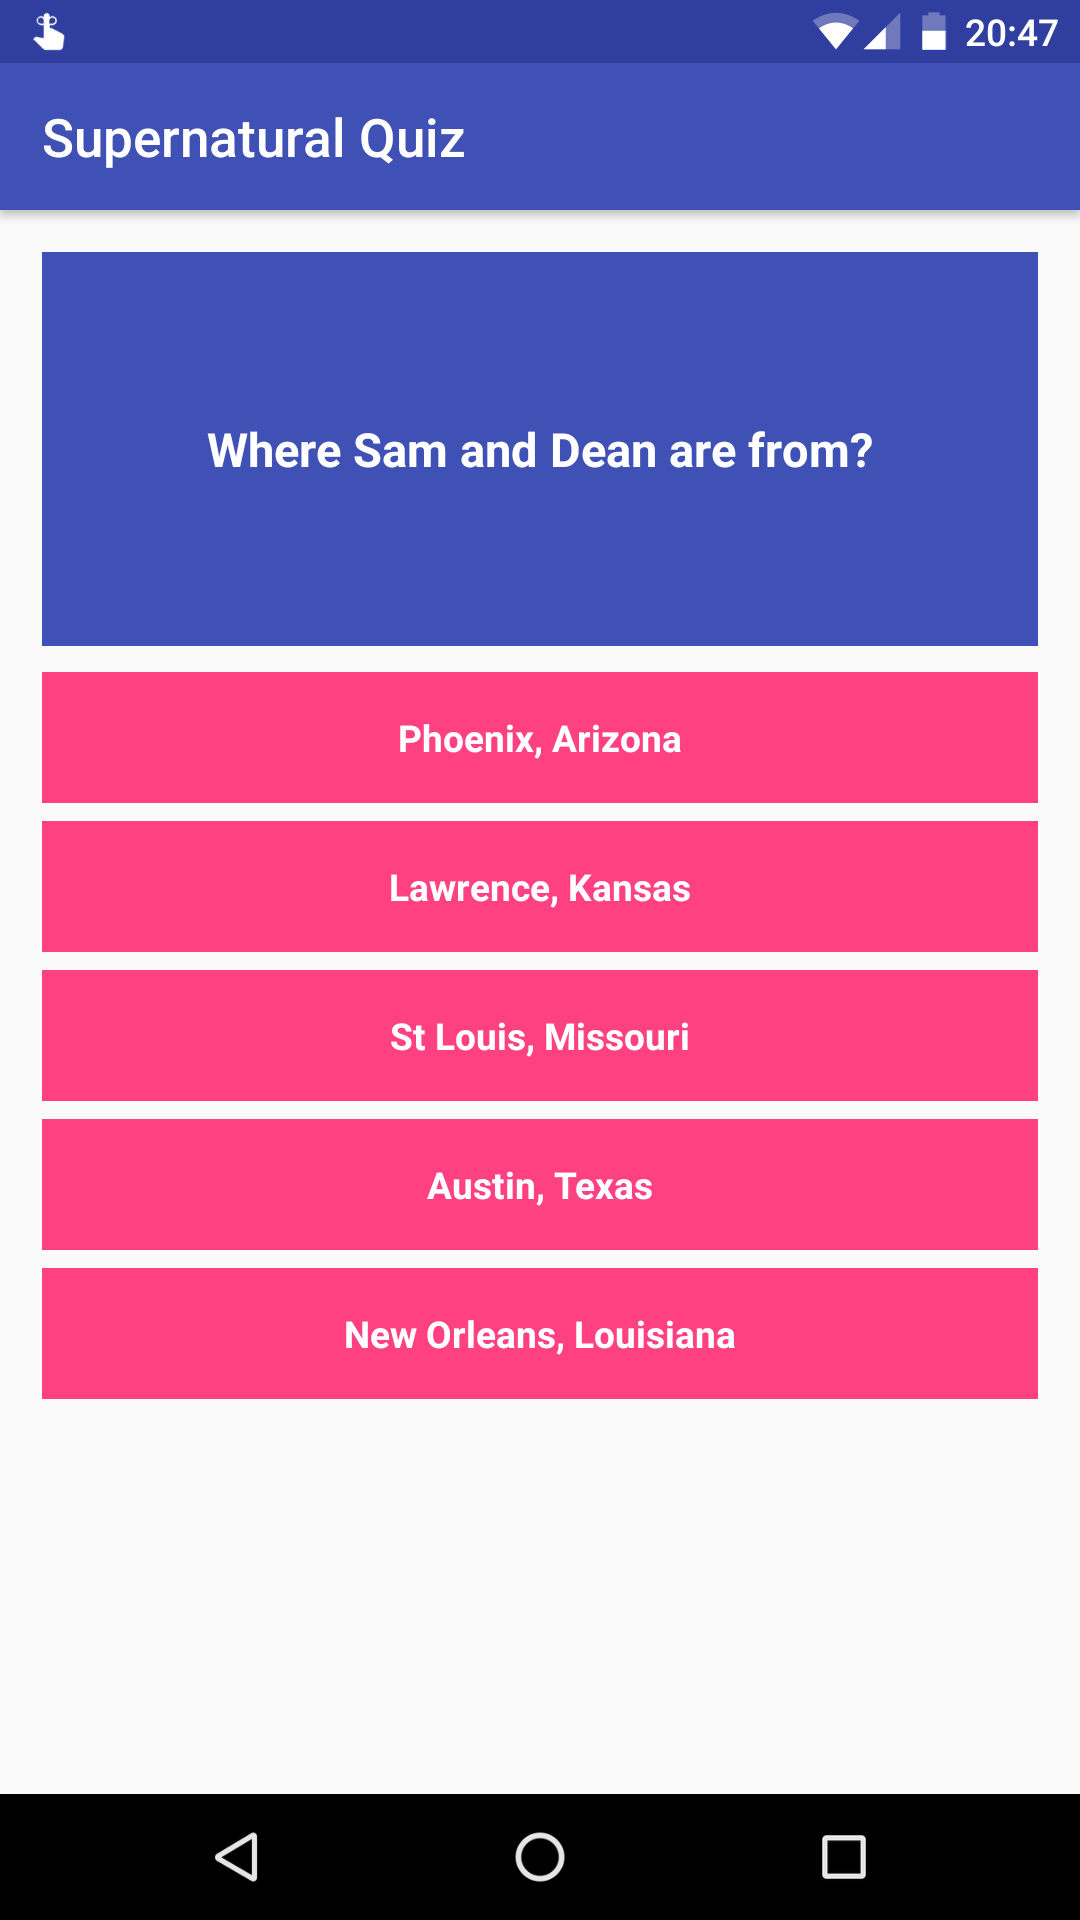 20:47
Supernatural Quiz
Where Sam and Dean are from?
Phoenix, Arizona
Lawrence, Kansas
St Louis, Missouri
Austin, Texas
New Orleans, Louisiana